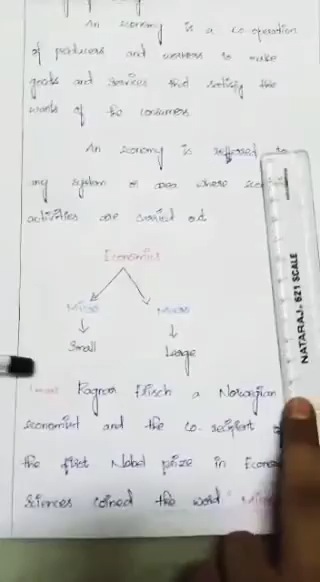 An economy is a co-operation
of producers and workers to make
goods and services that satisfy the
wants of the consumers
An economy is referred to
any system or area where
activities are carried out
Economics
Micro Macro
Small Large
Ragnar Frisch a Norwegian
economist and the co-recipient
the first Nobel prize in Econo
Sciences coined the word "Micro
NATARAJ. 621 SCALE